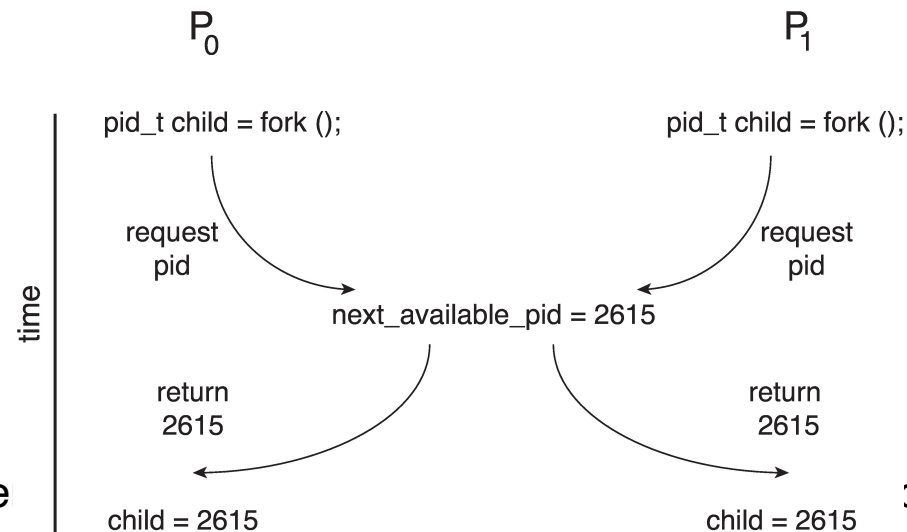 P0
P1
pid_t child = fork ();
pid_t child = fork ();
request
pid
request
pid
time
next_available_pid = 2615
return
2615
return
2615
e
child = 2615
child = 2615